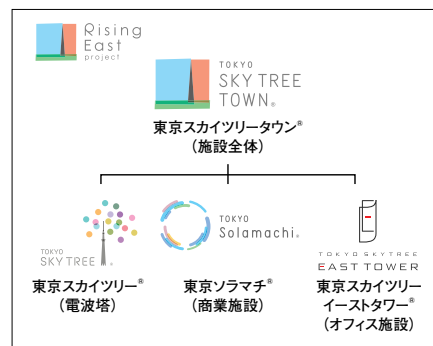 Rising
East
project
TOKYO
SKY TREE
TOWN®
東京スカイツリータウン®
（施設全体）
TOKYO
SKY TREE®
東京スカイツリー®
（電波塔）
TOKYO
Solamachi®
東京ソラマチ®
（商業施設）
TOKYO SKYTREE
EAST TOWER
東京スカイツリー
イーストタワー®
（オフィス施設）